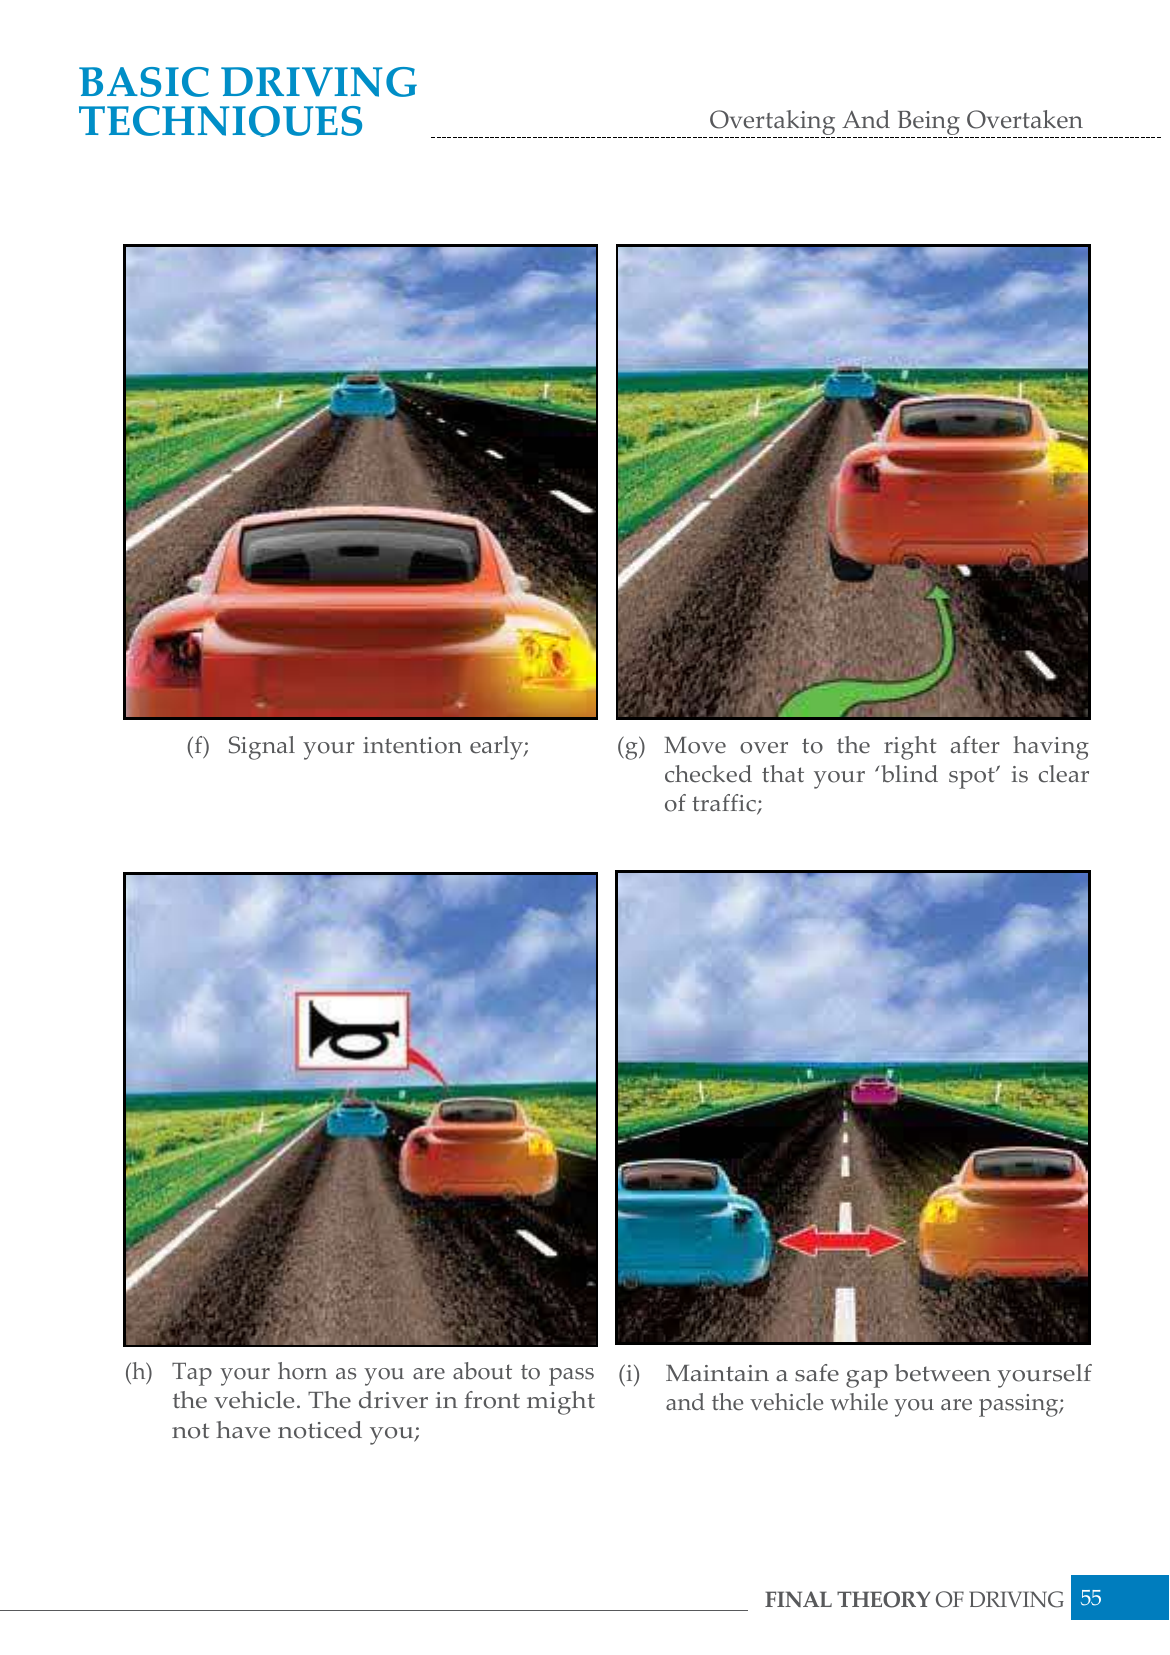 BASIC DRIVING
TECHNIQUES
Overtaking And Being Overtaken
(f) Signal your intention early;
(g) Move over to the right after having
checked that your ‘blind spot’ is clear
of traffic;
(h) Tap your horn as you are about to pass
the vehicle. The driver in front might
not have noticed you;
(i) Maintain a safe gap between yourself
and the vehicle while you are passing;
FINAL THEORY OF DRIVING 55